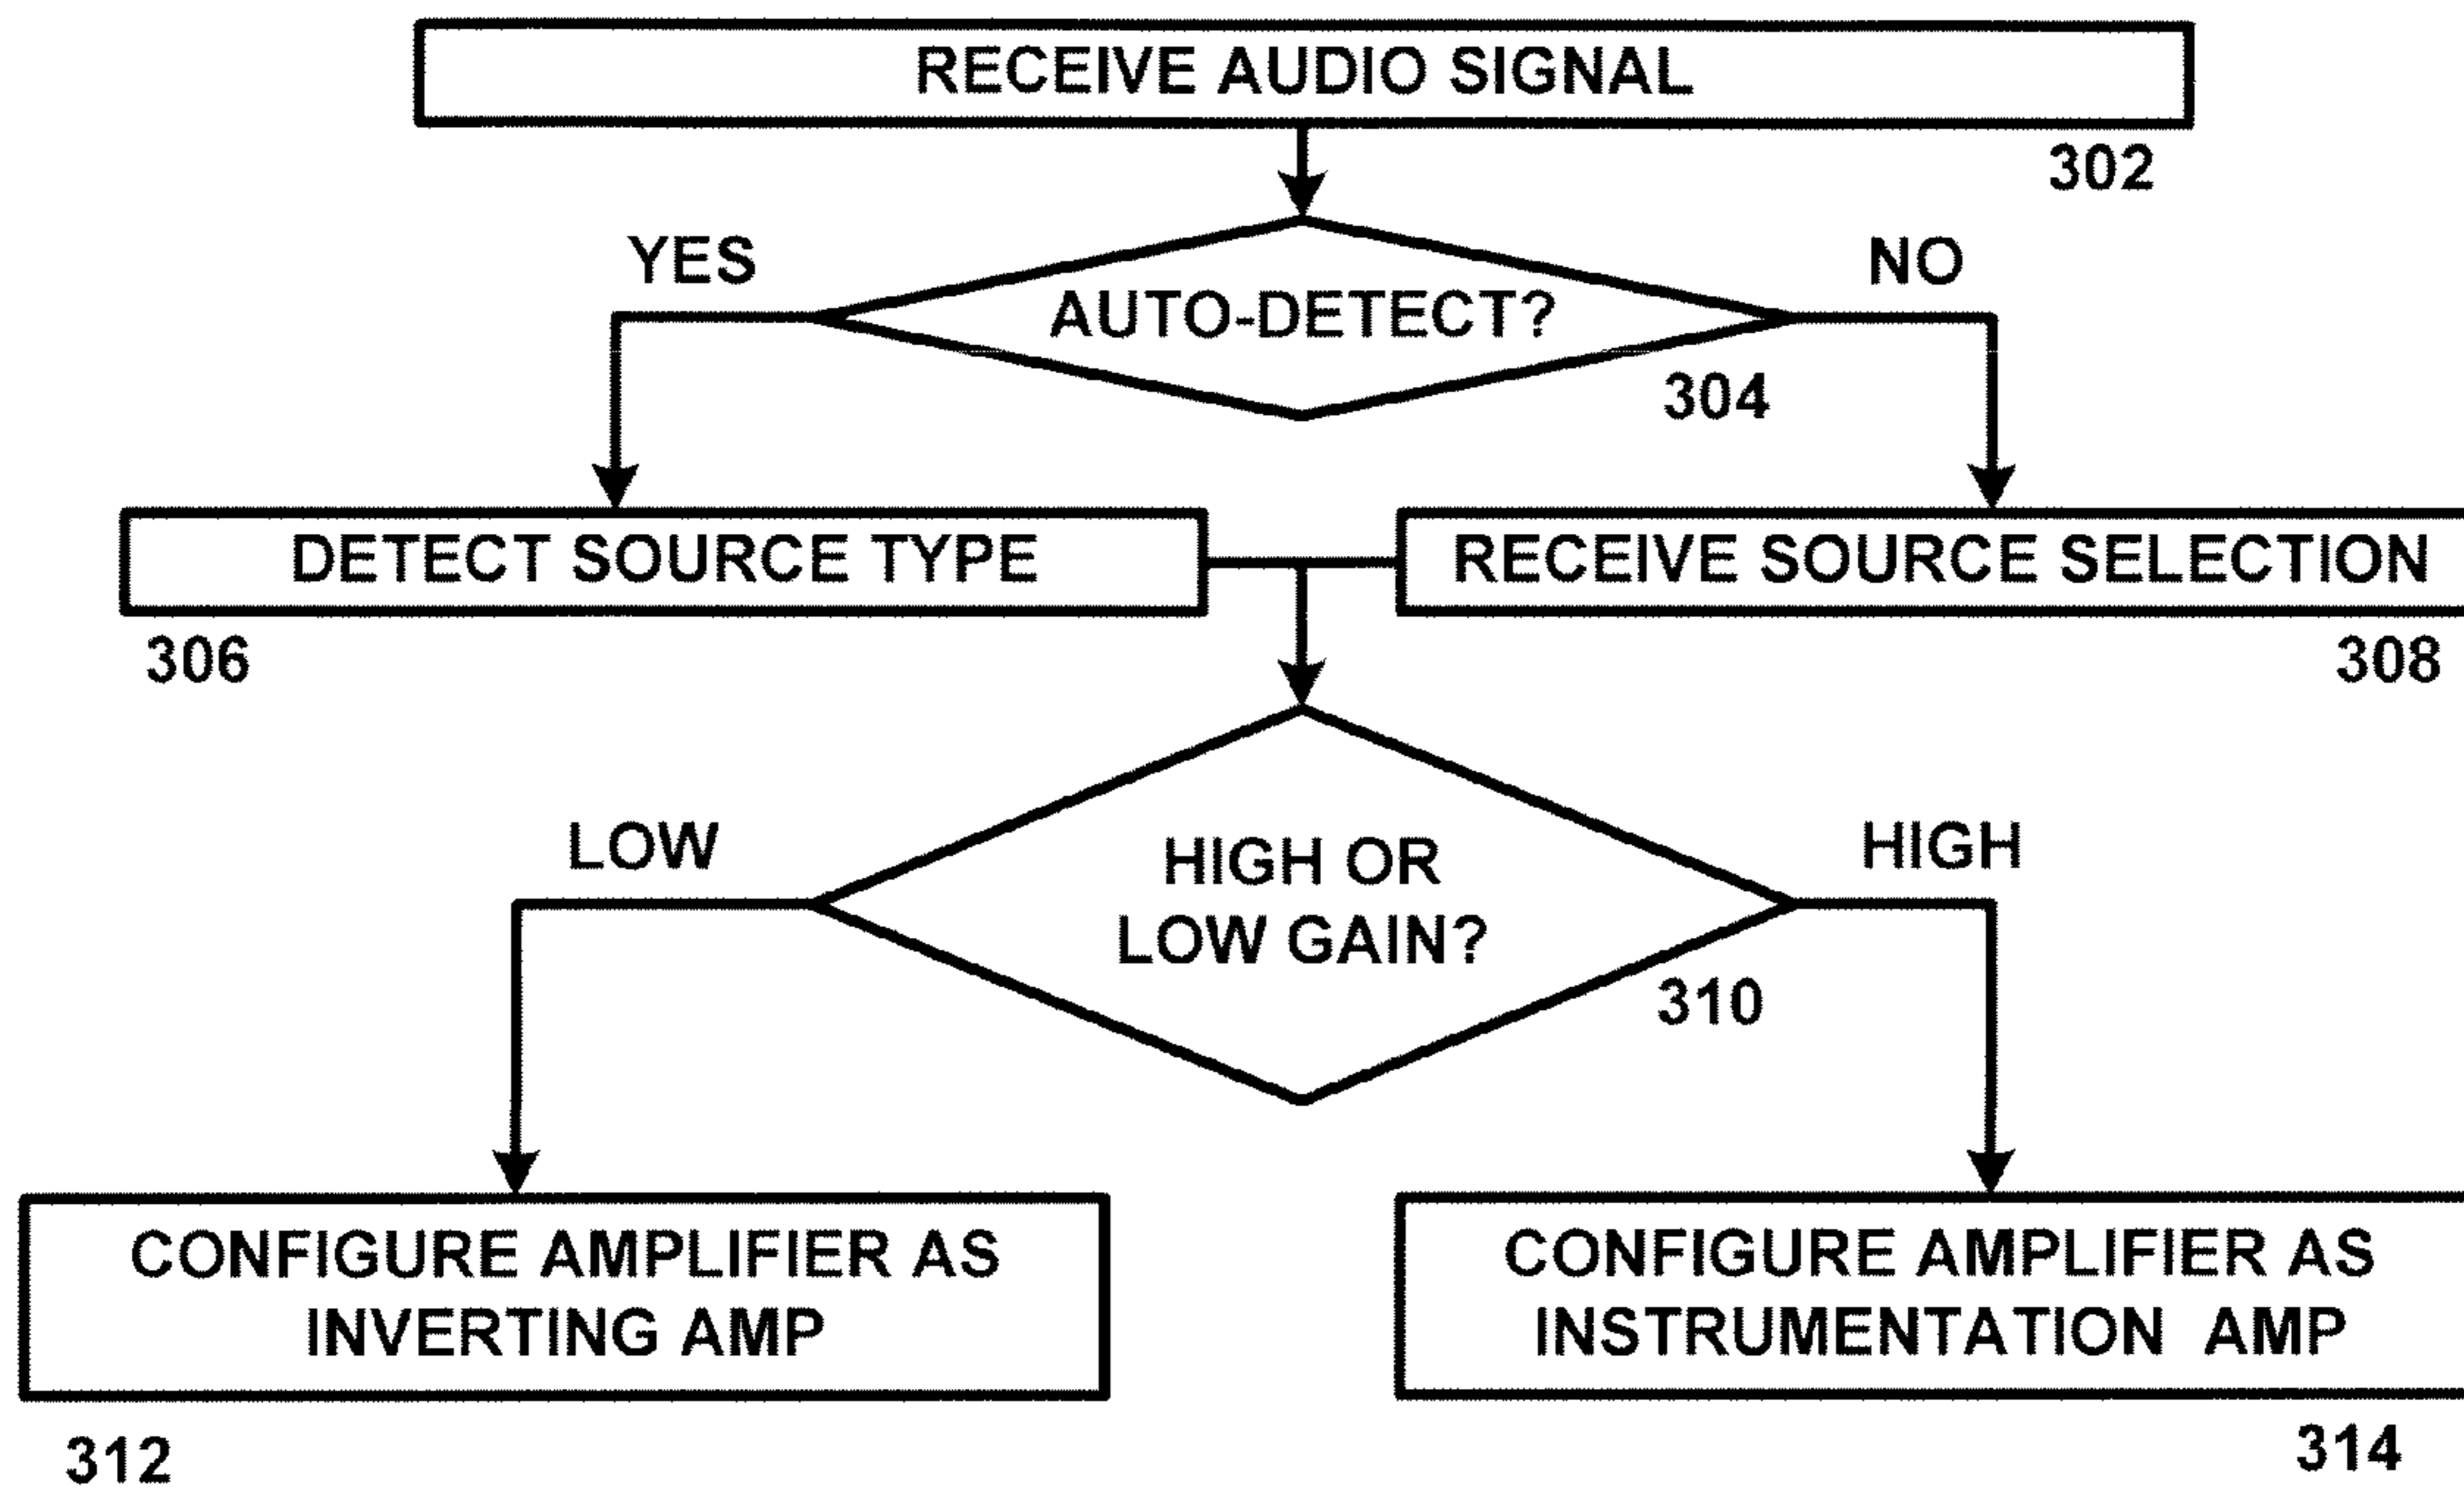 RECEIVE AUDIO SIGNAL
302
YES
NO
AUTO-DETECT?
304
DETECT SOURCE TYPE
RECEIVE SOURCE SELECTION
306
308
LOW
HIGH
HIGH OR
LOW GAIN?
310
CONFIGURE AMPLIFIER AS
INVERTING AMP
CONFIGURE AMPLIFIER AS
INSTRUMENTATION AMP
312
314